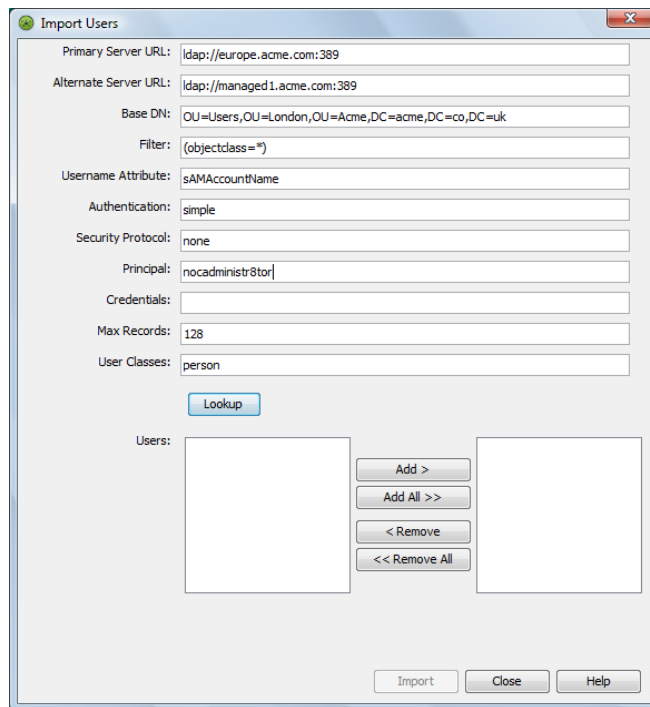 Import Users
Primary Server URL: ldap://europe.acme.com:389
Alternate Server URL: ldap://managed1.acme.com:389
Base DN: OU=Users,OU=London,OU=Acme,DC=acme,DC=co,DC=uk
Filter: (objectclass=*)
Username Attribute: sAMAccountName
Authentication: simple
Security Protocol: none
Principal: nocadministr8tor
Credentials:
Max Records: 128
User Classes: person
Lookup
Users:
Add >
Add All >>
< Remove
<< Remove All
Import Close Help